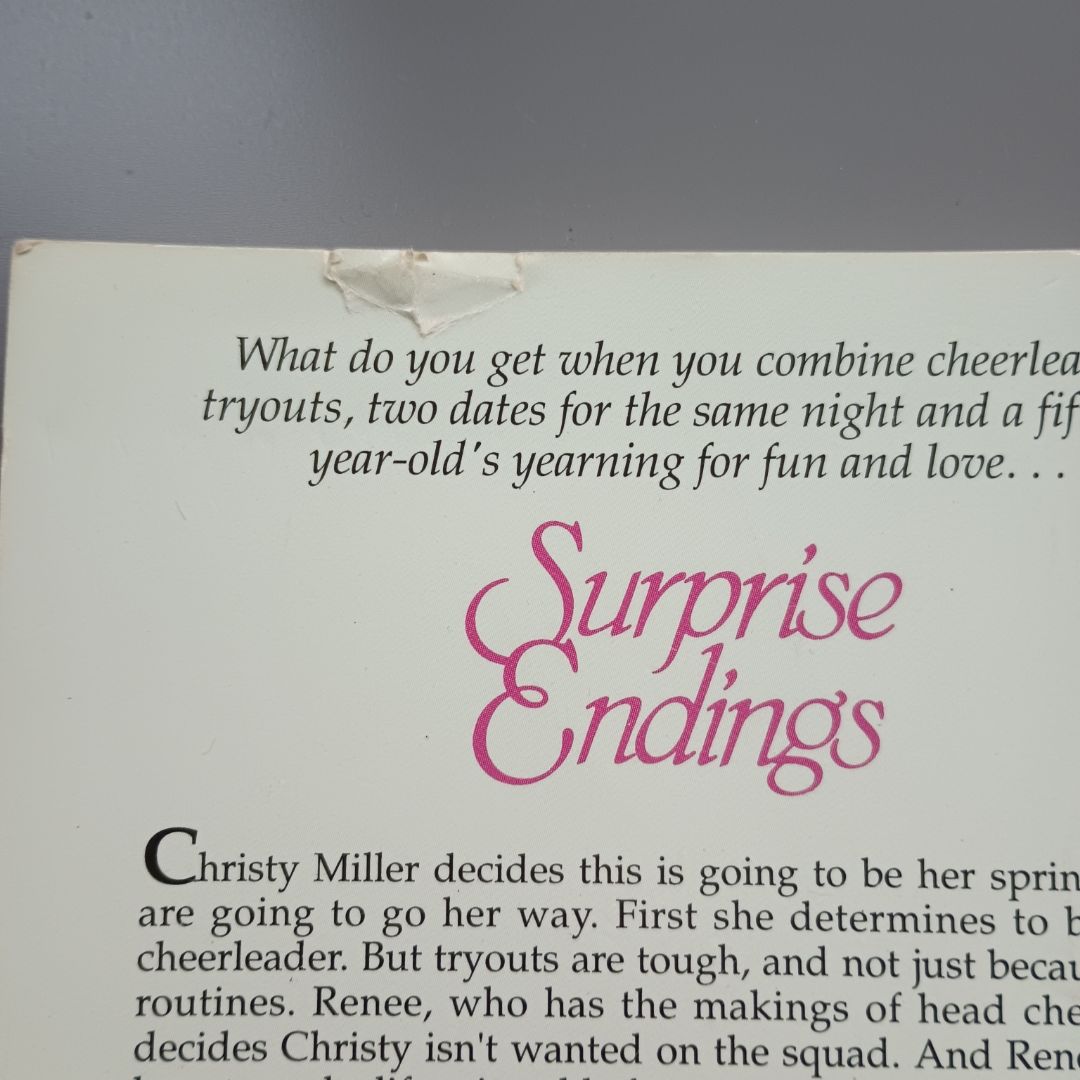 What do you get when you combine cheerlea
tryouts, two dates for the same night and a fif
year-old's yearning for fun and love. . .
Surprise
Endings
Christy Miller decides this is going to be her sprin
are going to go her way. First she determines to b
cheerleader. But tryouts are tough, and not just becau
routines. Renee, who has the makings of head che
decides Christy isn't wanted on the squad. And Rene